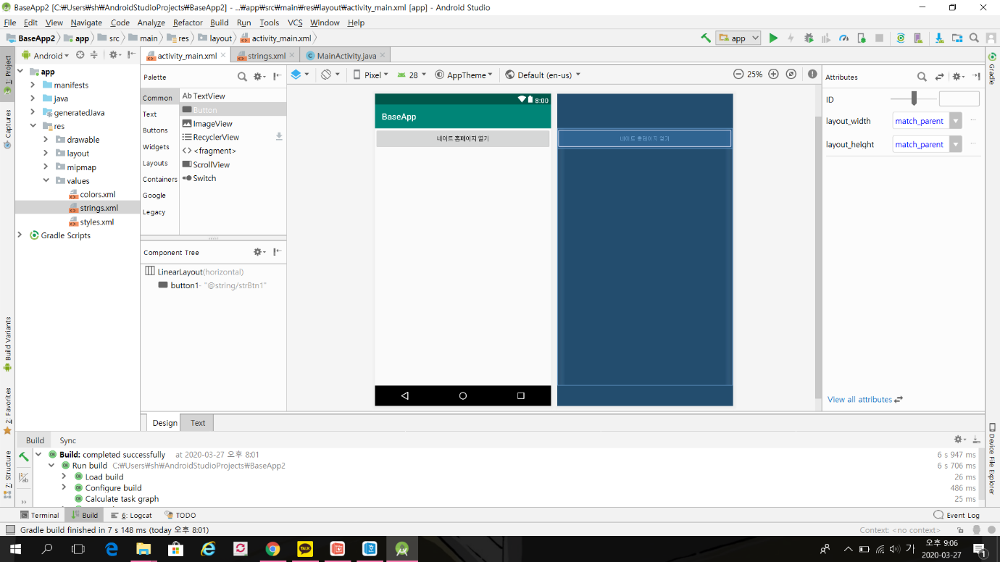 BaseApp2 [C:₩Users₩sh₩AndroidStudioProjects₩BaseApp2] - ...₩app₩src₩main₩res₩layout₩activity_main.xml [app] - Android Studio
File Edit View Navigate Code Analyze Refactor Build Run Tools VCS Window Help
BaseApp2 app src main res layout activity_main.xml app
1: Project
Captures
Build Variants
2: Favorites
7: Structure
Android
app
manifests
java
generatedJava
res
drawable
layout
mipmap
values
colors.xml
strings.xml
styles.xml
Gradle Scripts
activity_main.xml strings.xml MainActivity.java
Palette
Common
Text
Buttons
Widgets
Layouts
Containers
Google
Legacy
Ab TextView
Button
ImageView
RecyclerView
<fragment>
ScrollView
Switch
Component Tree
LinearLayout(horizontal)
button1- "@string/strBtn1"
Pixel 28 AppTheme Default (en-us) 25%
8:00
BaseApp
네이트 홈페이지 열기
네이트 홈페이지 열기
Attributes
ID
layout_width match_parent
layout_height match_parent
View all attributes
Gradle
Device File Explorer
Design Text
Build Sync
Build: completed successfully at 2020-03-27 오후 8:01 6 s 947 ms
Run build C:₩Users₩sh₩AndroidStudioProjects₩BaseApp2 6 s 706 ms
Load build 26 ms
Configure build 486 ms
Calculate task graph 25 ms
Terminal Build 6: Logcat TODO Event Log
Gradle build finished in 7 s 148 ms (today 오후 8:01) Context: <no context>
TALK
가 오후 9:06
2020-03-27
1